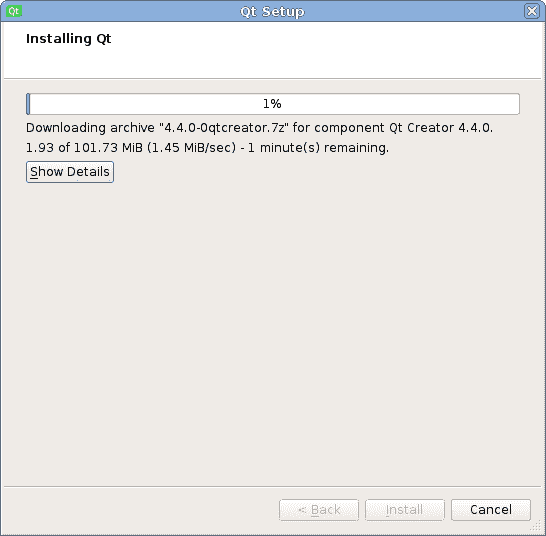 Qt Qt Setup
Installing Qt
1%
Downloading archive "4.4.0-0qtcreator.7z" for component Qt Creator 4.4.0.
1.93 of 101.73 MiB (1.45 MiB/sec) - 1 minute(s) remaining.
Show Details
< Back Install Cancel